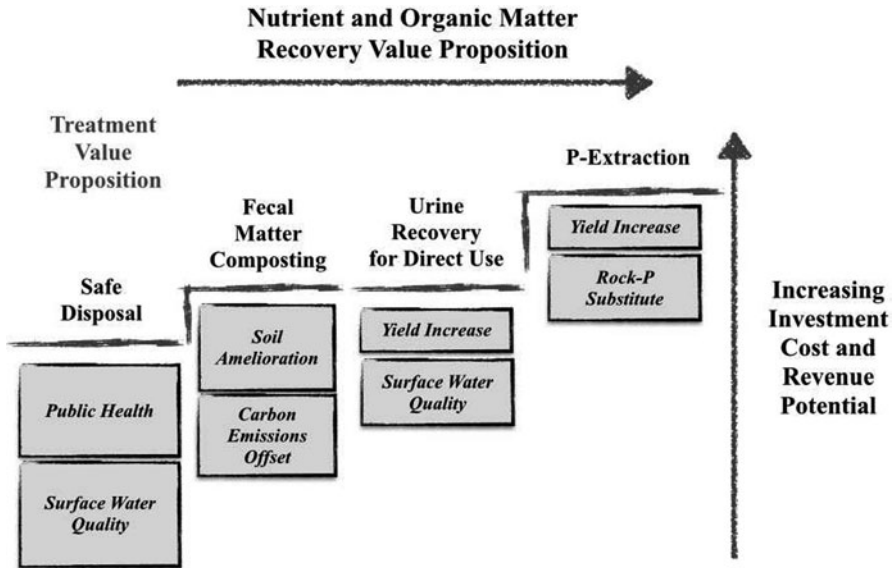 Nutrient and Organic Matter
Recovery Value Proposition
Treatment
Value
Proposition
Safe
Disposal
Public Health
Surface Water
Quality
Fecal
Matter
Composting
Soil
Amelioration
Carbon
Emissions
Offset
Urine
Recovery
for Direct Use
Yield Increase
Surface Water
Quality
P-Extraction
Yield Increase
Rock-P
Substitute
Increasing
Investment
Cost and
Revenue
Potential